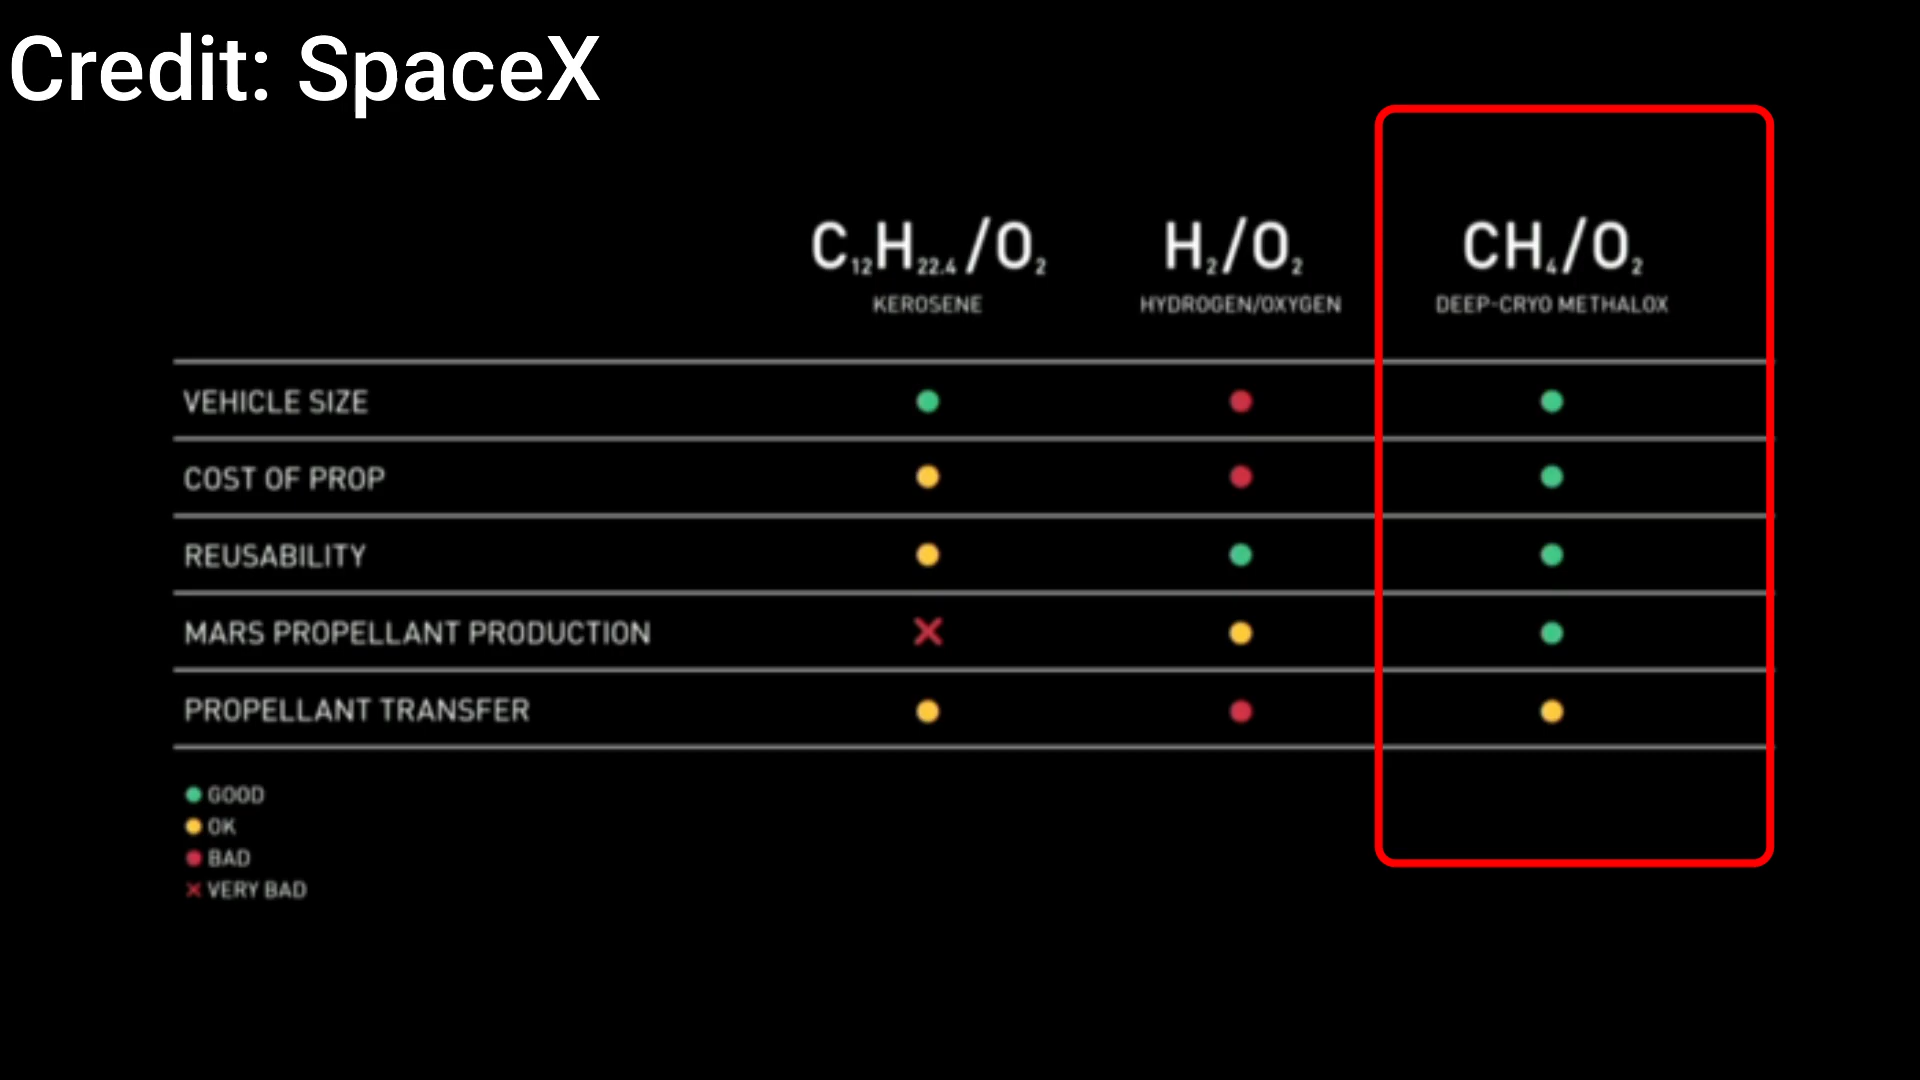 Credit: SpaceX
C₁₂H₂₂.₄/O₂ H₂/O₂ CH₄/O₂
KEROSENE HYDROGEN/OXYGEN DEEP-CRYO METHALOX
VEHICLE SIZE
COST OF PROP
REUSABILITY
MARS PROPELLANT PRODUCTION
PROPELLANT TRANSFER
GOOD
OK
BAD
VERY BAD